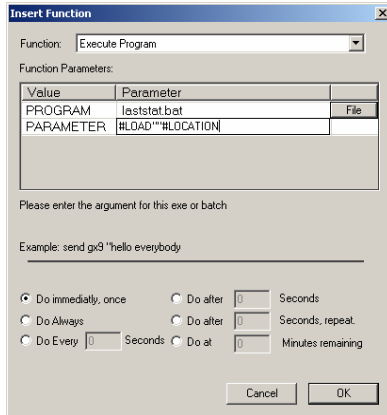 Insert Function
Function: Execute Program
Function Parameters:
Value Parameter
PROGRAM laststat.bat File
PARAMETER #LOAD""#LOCATION
Please enter the argument for this exe or batch
Example: send gx9 "hello everybody
Do immediatly, once Do after 0 Seconds
Do Always Do after 0 Seconds, repeat.
Do Every 0 Seconds Do at 0 Minutes remaining
Cancel OK